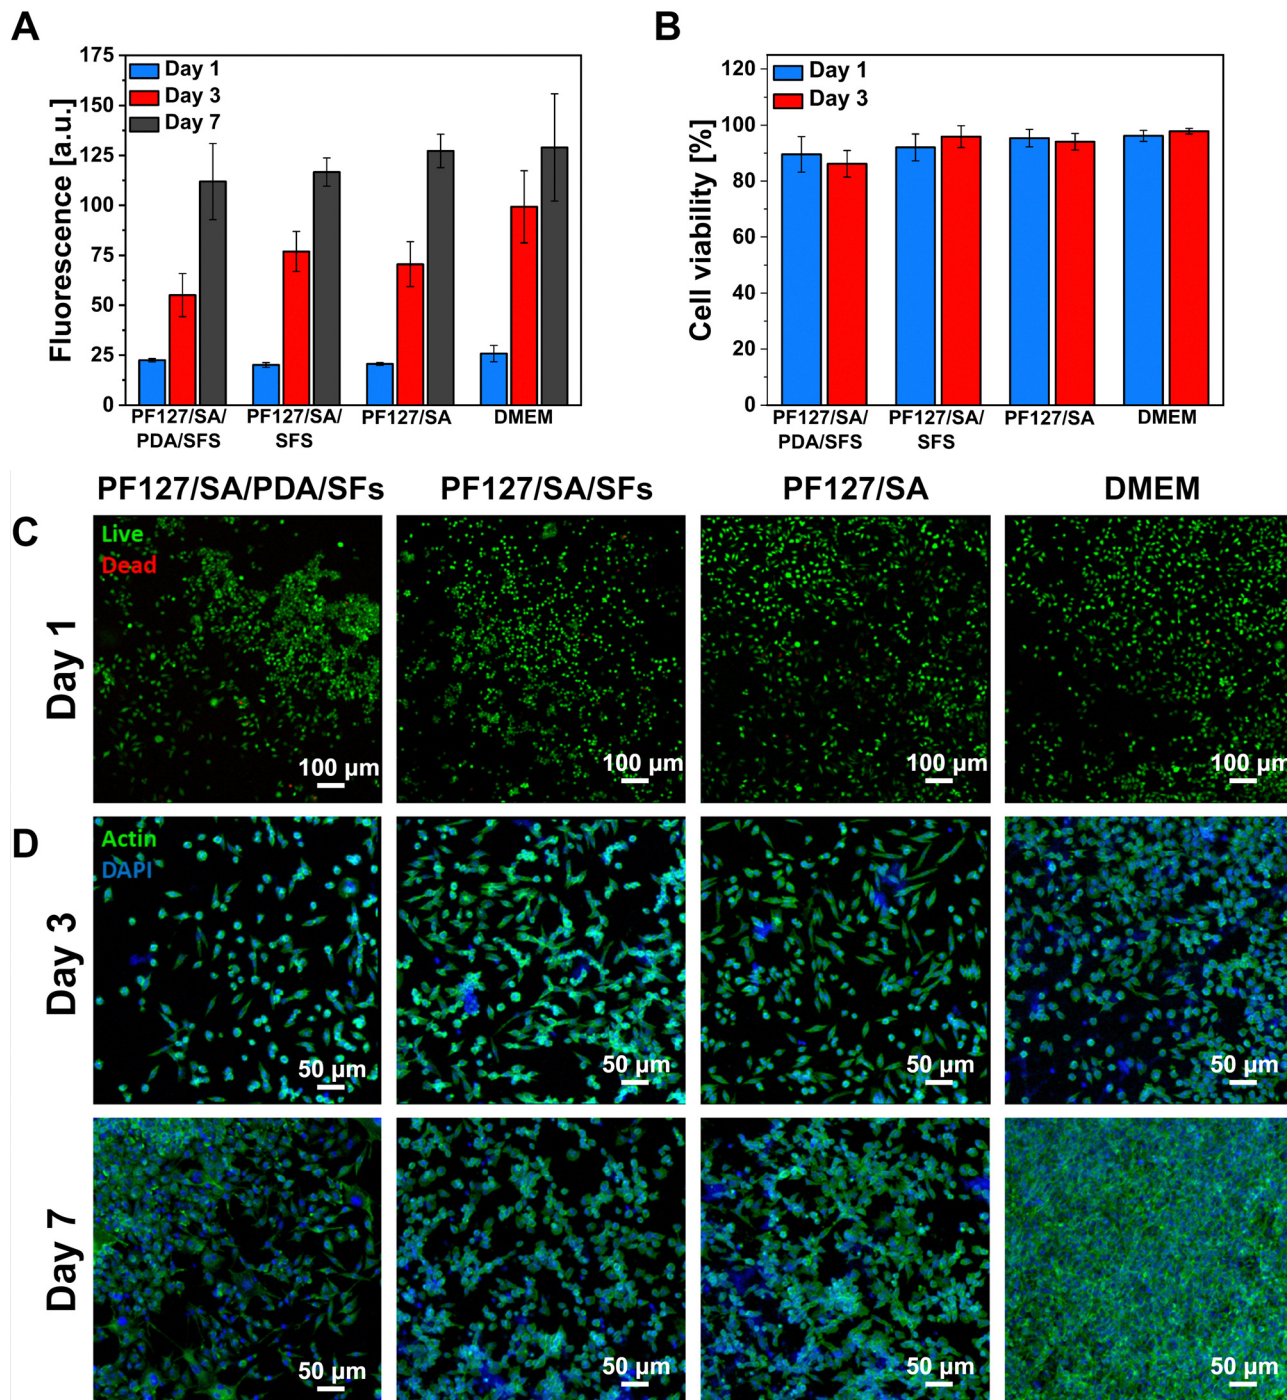 A
Fluorescence [a.u.]
175
150
125
100
75
50
25
0
Day 1
Day 3
Day 7
PF127/SA/
PDA/SFS
PF127/SA/
SFS
PF127/SA
DMEM
B
Cell viability [%]
120
100
80
60
40
20
0
Day 1
Day 3
PF127/SA/
PDA/SFS
PF127/SA/
SFS
PF127/SA
DMEM
PF127/SA/PDA/SFs
PF127/SA/SFs
PF127/SA
DMEM
C
Day 1
Live
Dead
100 μm
100 μm
100 μm
100 μm
D
Day 3
Actin
DAPI
50 μm
50 μm
50 μm
50 μm
Day 7
50 μm
50 μm
50 μm
50 μm